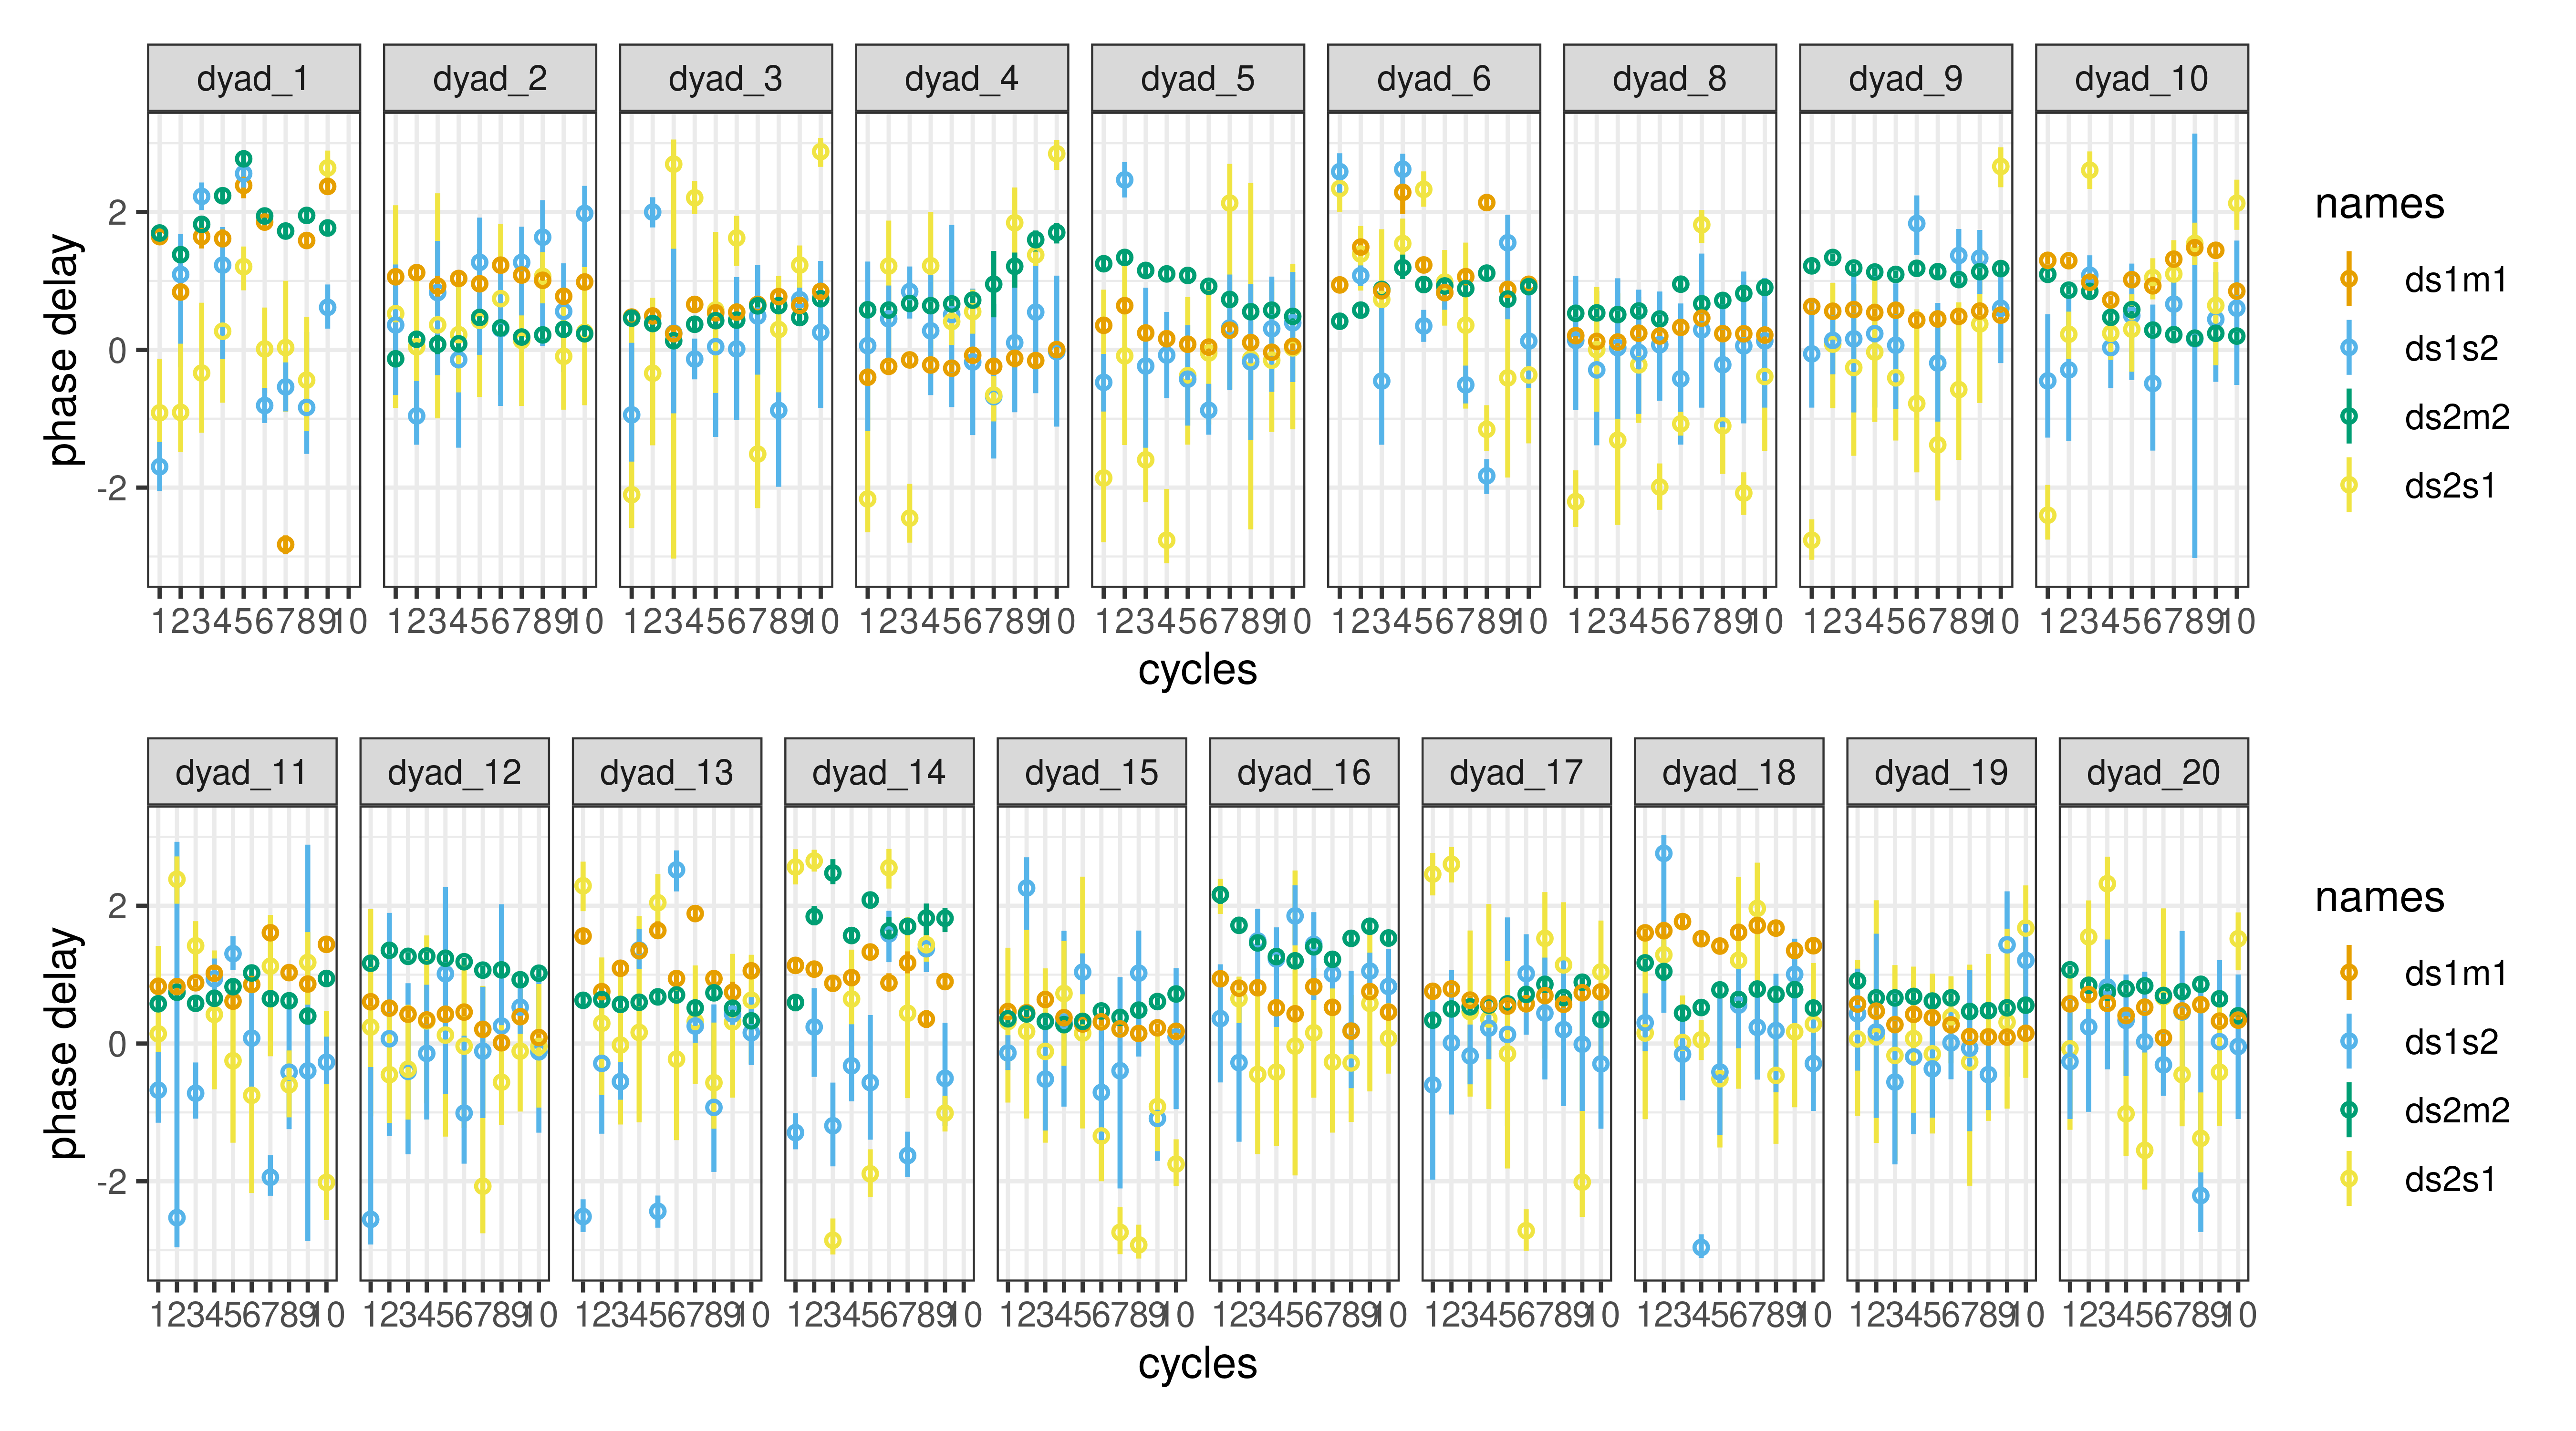 dyad_1 dyad_2 dyad_3 dyad_4 dyad_5 dyad_6 dyad_8 dyad_9 dyad_10
phase delay
2
0
-2
12345678910 12345678910 12345678910 12345678910 12345678910 12345678910 12345678910 12345678910 12345678910
cycles
names
ds1m1
ds1s2
ds2m2
ds2s1
dyad_11 dyad_12 dyad_13 dyad_14 dyad_15 dyad_16 dyad_17 dyad_18 dyad_19 dyad_20
phase delay
2
0
-2
12345678910 12345678910 12345678910 12345678910 12345678910 12345678910 12345678910 12345678910 12345678910 12345678910
cycles
names
ds1m1
ds1s2
ds2m2
ds2s1